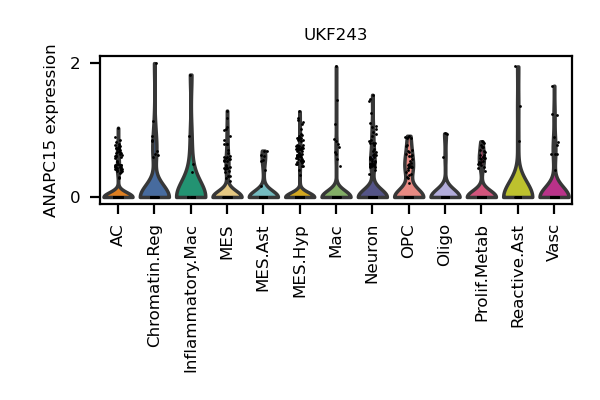 UKF243
ANAPC15 expression
2
0
AC
Chromatin.Reg
Inflammatory.Mac
MES
MES.Ast
MES.Hyp
Mac
Neuron
OPC
Oligo
Prolif.Metab
Reactive.Ast
Vasc